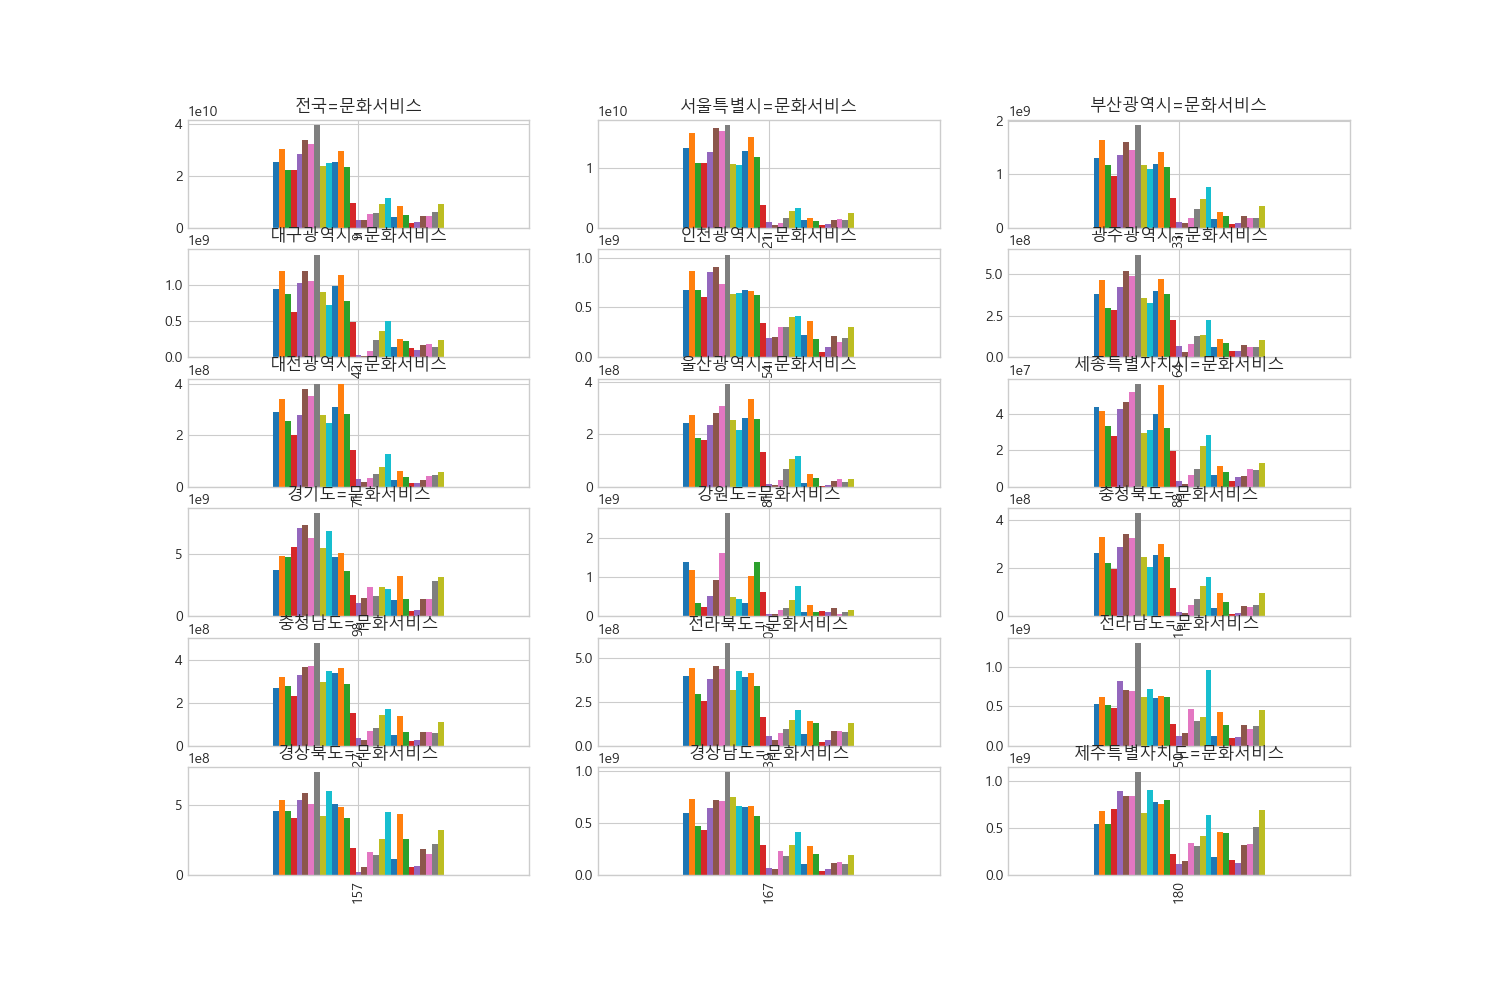 전국=문화서비스
1e10
4
2
0
9
서울특별시=문화서비스
1e10
1
0
21
부산광역시=문화서비스
1e9
2
1
0
33
대구광역시=문화서비스
1e9
1.0
0.5
0.0
42
인천광역시=문화서비스
1e9
1.0
0.5
0.0
54
광주광역시=문화서비스
1e8
5.0
2.5
0.0
64
대전광역시=문화서비스
1e8
4
2
0
울산광역시=문화서비스
1e8
4
2
0
세종특별자치시=문화서비스
1e7
4
2
0
경기도=문화서비스
1e9
5
0
98
강원도=문화서비스
1e9
2
1
0
충청북도=문화서비스
1e8
4
2
0
충청남도=문화서비스
1e8
4
2
0
전라북도=문화서비스
1e8
5.0
2.5
0.0
전라남도=문화서비스
1e9
1.0
0.5
0.0
경상북도=문화서비스
1e8
5
0
157
경상남도=문화서비스
1e9
1.0
0.5
0.0
167
제주특별자치도=문화서비스
1e9
1.0
0.5
0.0
180